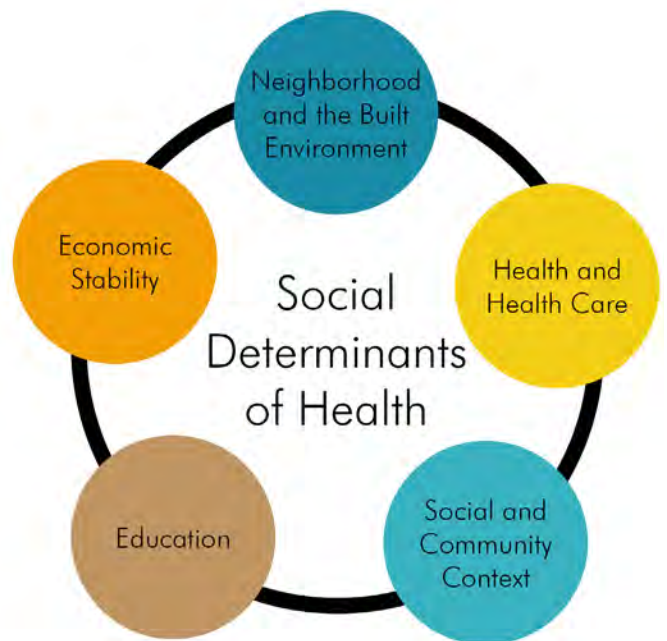 Neighborhood
and the Built
Environment
Economic
Stability
Health and
Health Care
Social
Determinants
of Health
Education
Social and
Community
Context